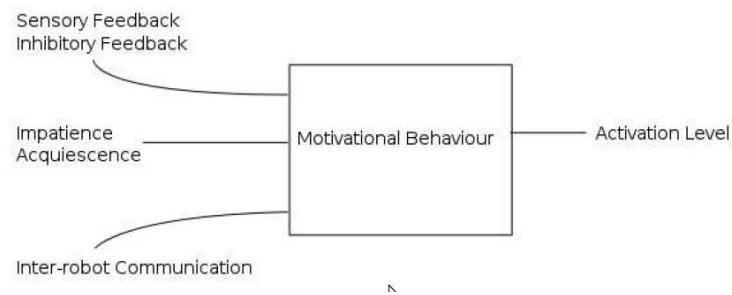 Sensory Feedback
Inhibitory Feedback
Impatience
Acquiescence
Motivational Behaviour
Activation Level
Inter-robot Communication